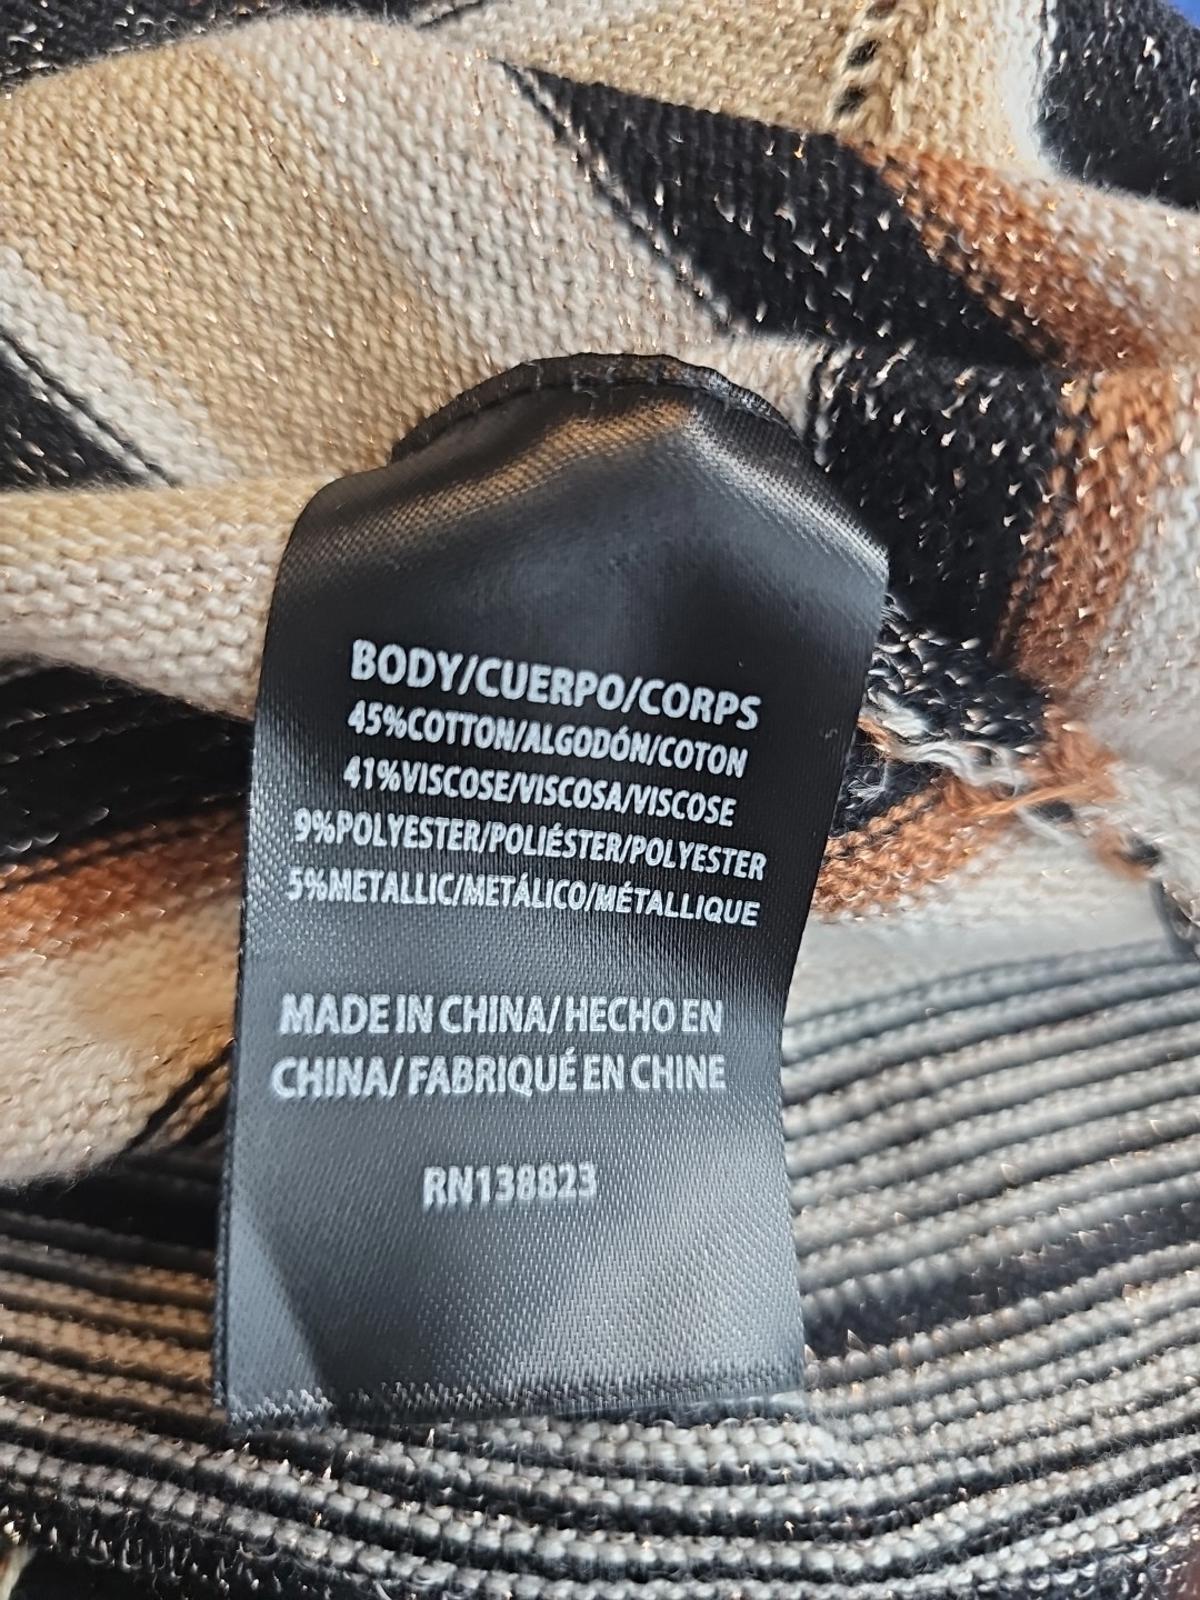 BODY/CUERPO/CORPS
45%COTTON/ALGODÓN/COTON
41%VISCOSE/VISCOSA/VISCOSE
9%POLYESTER/POLIÉSTER/POLYESTER
5%METALLIC/METÁLICO/MÉTALLIQUE
MADE IN CHINA/ HECHO EN
CHINA/ FABRIQUÉ EN CHINE
RN138823